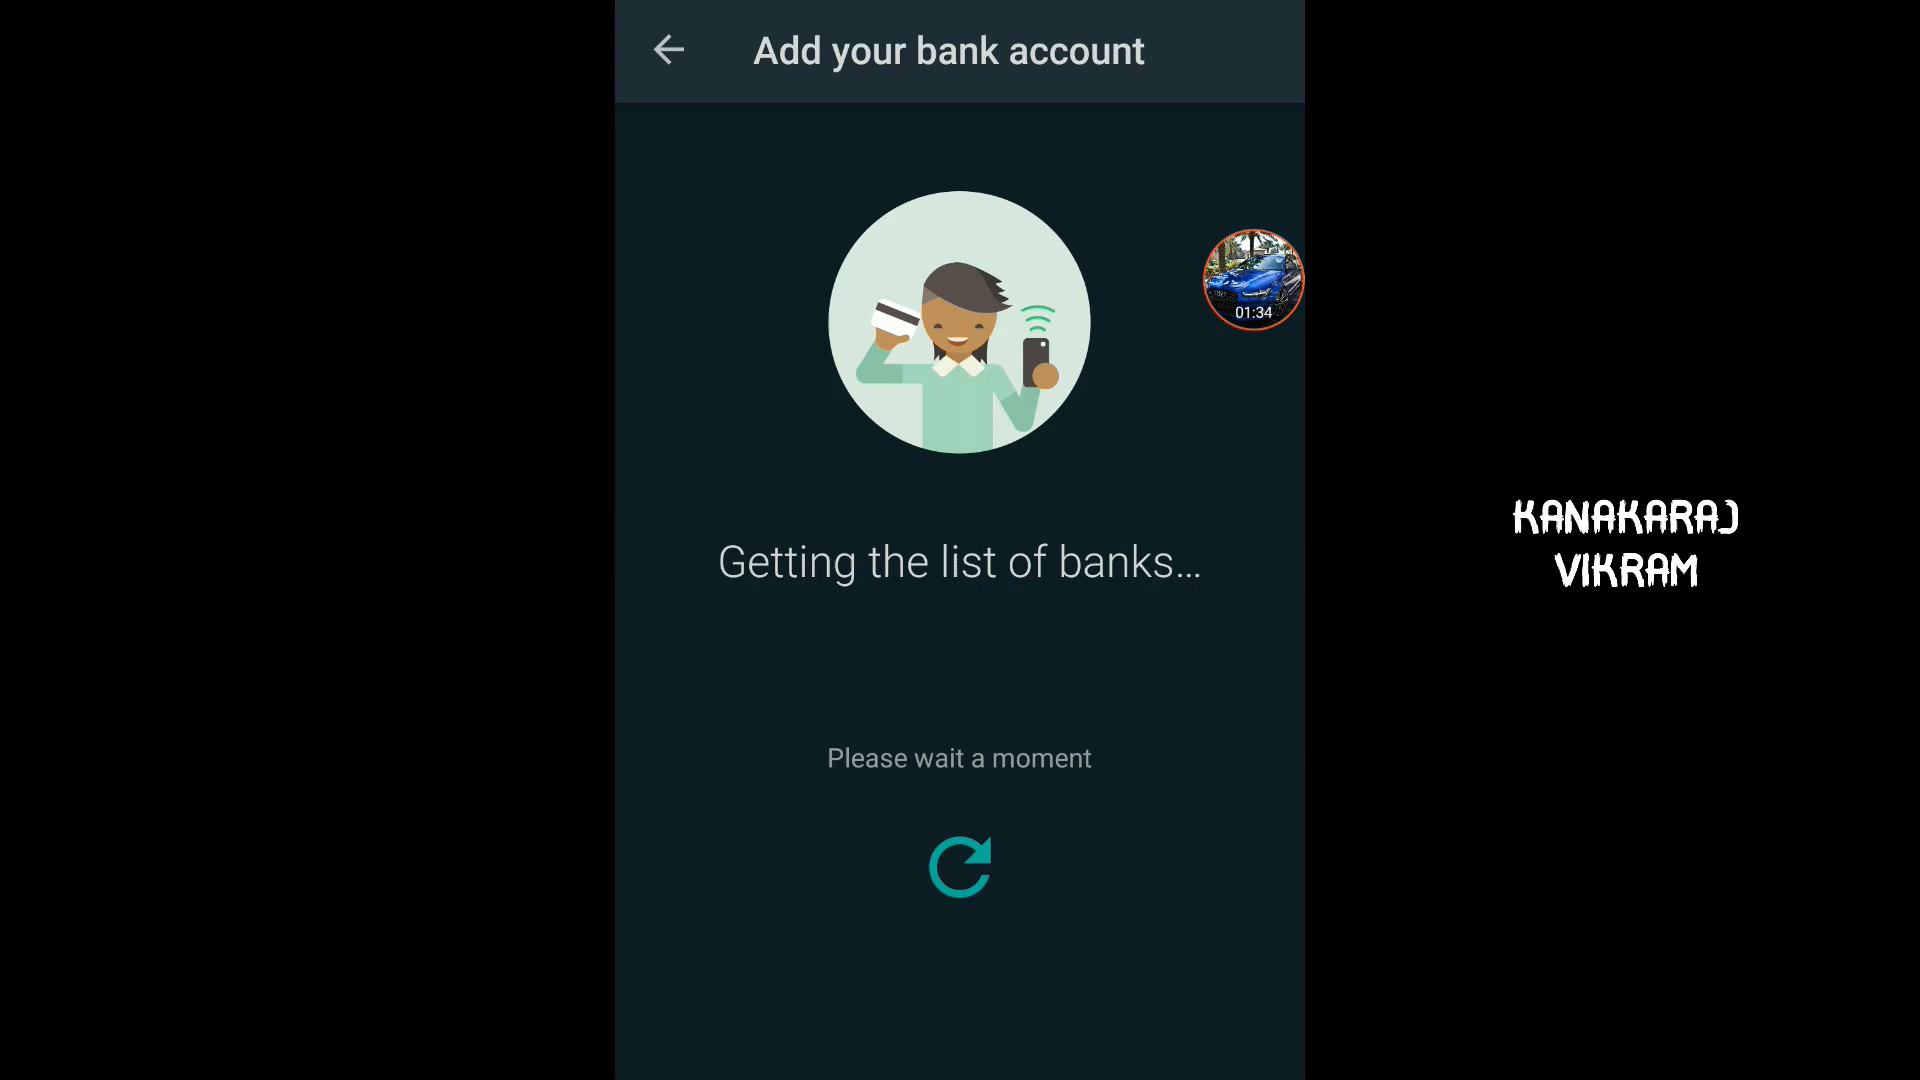 Add your bank account
01:34
Getting the list of banks...
KANAKARAJ
VIKRAM
Please wait a moment